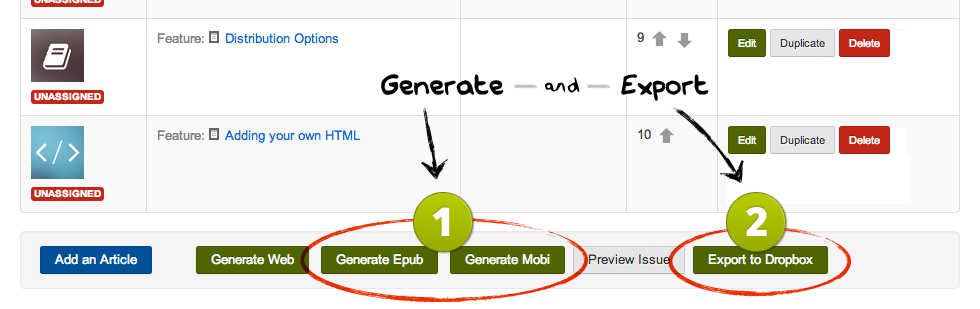 UNASSIGNED
Feature: Distribution Options
9
Edit Duplicate Delete
UNASSIGNED
Generate — and — Export
Feature: Adding your own HTML
10
Edit Duplicate Delete
</>
UNASSIGNED
1
2
Add an Article Generate Web Generate Epub Generate Mobi Preview Issue Export to Dropbox